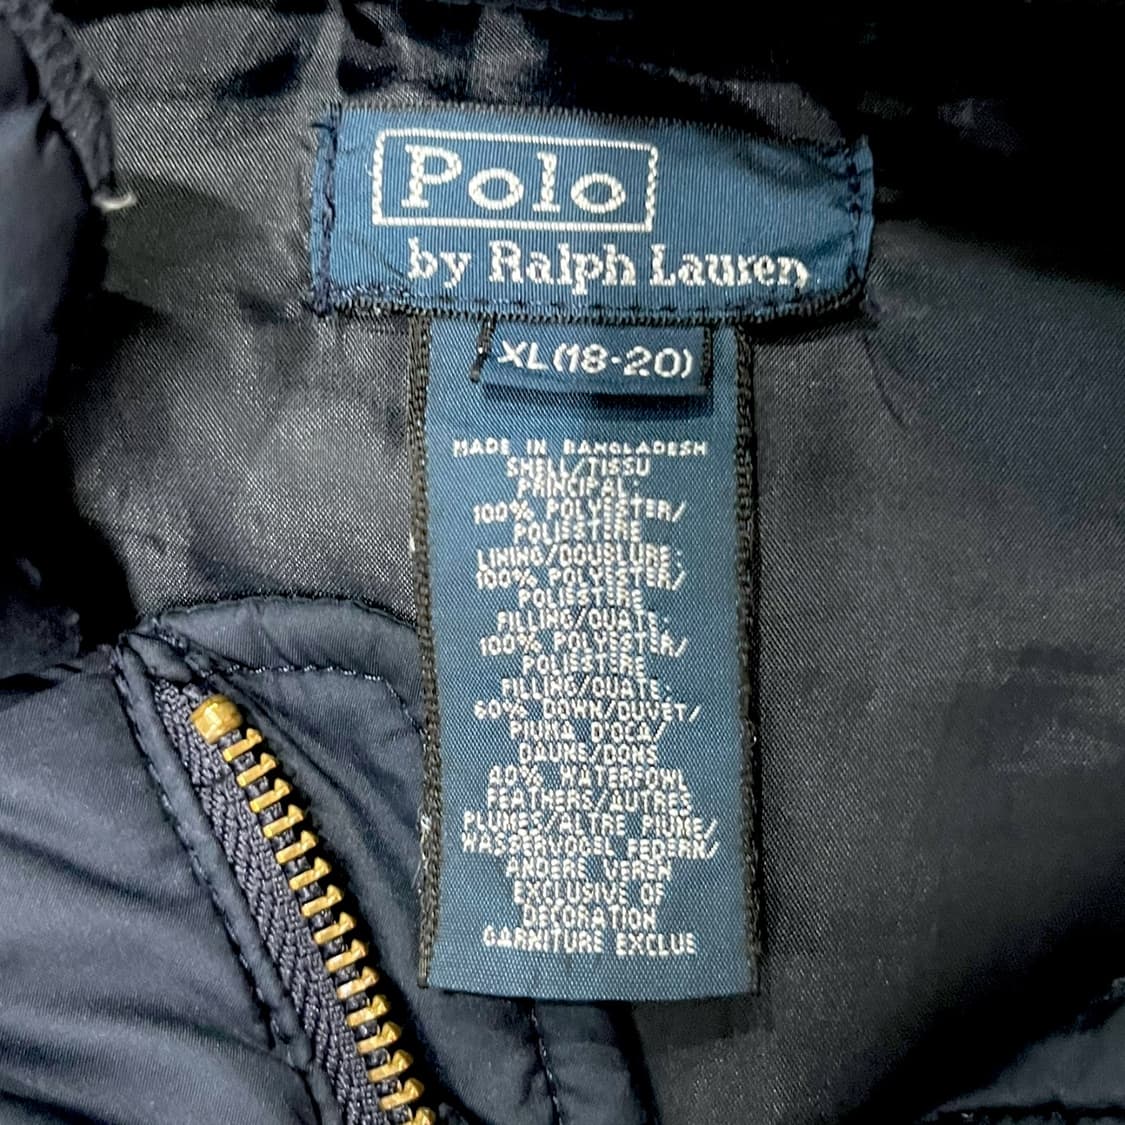 Polo
by Ralph Lauren
XL(18-20)
MADE IN BANGLADESH
SHELL/TISSU
PRINCIPAL:
100% POLYESTER/
POLIESTERE
LINING/DOUBLURE:
100% POLYESTER/
POLIESTERE
FILLING/OUATE:
100% POLYESTER/
POLIESTERE
FILLING/OUATE:
60% DOWN/DUVET/
PIUMA D'OCA/
DAUNE/DONS
40% WATERFOWL
FEATHERS/AUTRES
PLUMES/ALTRE PIUME/
WASSERVOGEL FEDERN/
ANDERE VEREN
EXCLUSIVE OF
DECORATION
GARNITURE EXCLUE